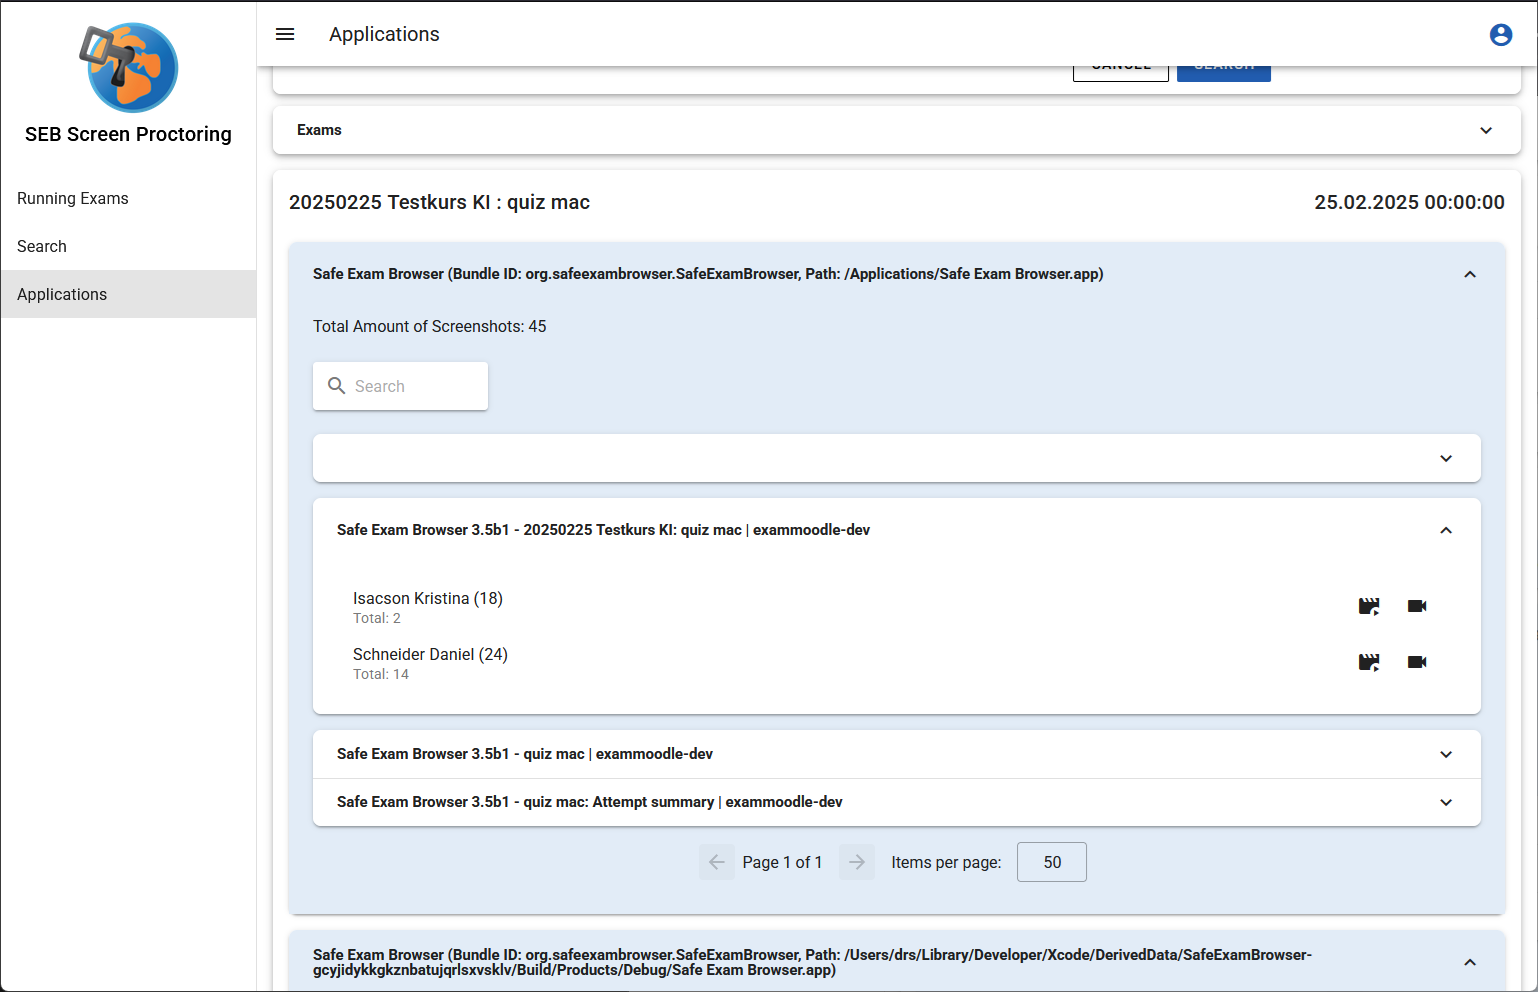 SEB Screen Proctoring
Running Exams
Search
Applications
Applications
CANCEL
SEARCH
Exams
20250225 Testkurs KI : quiz mac
25.02.2025 00:00:00
Safe Exam Browser (Bundle ID: org.safeexambrowser.SafeExamBrowser, Path: /Applications/Safe Exam Browser.app)
Total Amount of Screenshots: 45
Search
Safe Exam Browser 3.5b1 - 20250225 Testkurs KI: quiz mac | exammoodle-dev
Isacson Kristina (18)
Total: 2
Schneider Daniel (24)
Total: 14
Safe Exam Browser 3.5b1 - quiz mac | exammoodle-dev
Safe Exam Browser 3.5b1 - quiz mac: Attempt summary | exammoodle-dev
Page 1 of 1
Items per page:
50
Safe Exam Browser (Bundle ID: org.safeexambrowser.SafeExamBrowser, Path: /Users/drs/Library/Developer/Xcode/DerivedData/SafeExamBrowser-
gcyjidykkgkznbatujqrlsxvsklv/Build/Products/Debug/Safe Exam Browser.app)